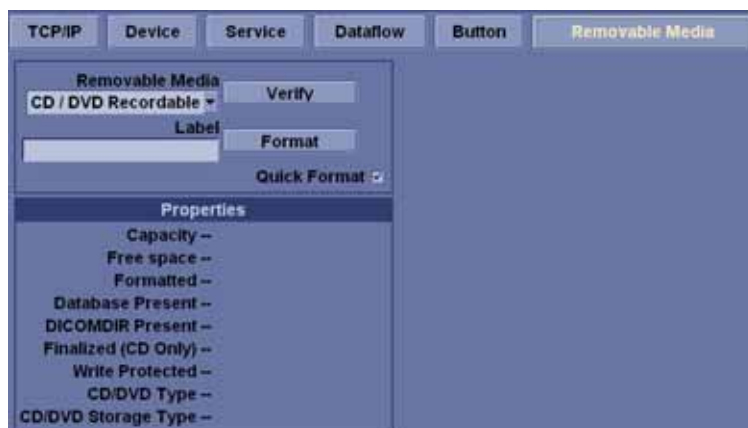 TCP/IP Device Service Dataflow Button Removable Media
Removable Media
CD / DVD Recordable Verify
Label
Format
Quick Format
Properties
Capacity --
Free space --
Formatted --
Database Present --
DICOMDIR Present --
Finalized (CD Only) --
Write Protected --
CD/DVD Type --
CD/DVD Storage Type --